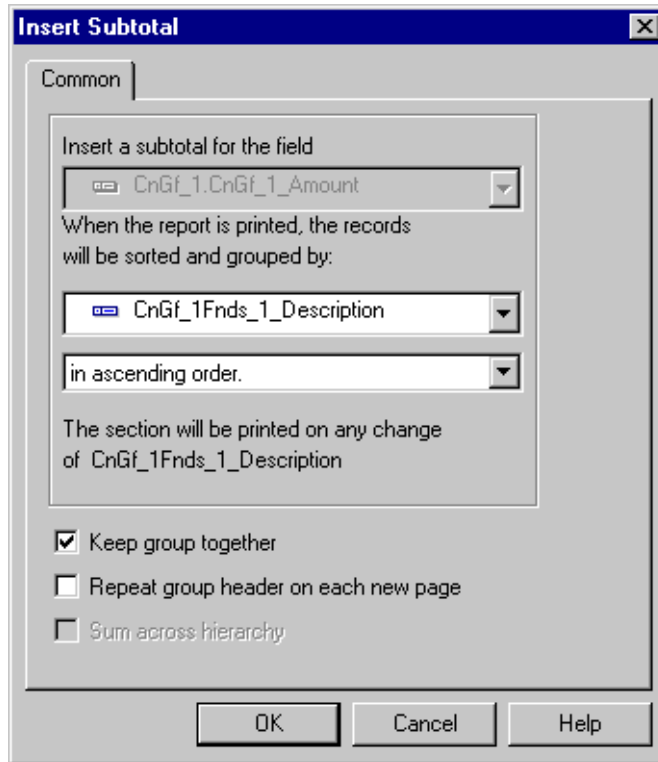 Insert Subtotal
Common
Insert a subtotal for the field
CnGf_1.CnGf_1_Amount
When the report is printed, the records
will be sorted and grouped by:
CnGf_1Fnds_1_Description
in ascending order.
The section will be printed on any change
of CnGf_1Fnds_1_Description
Keep group together
Repeat group header on each new page
Sum across hierarchy
OK Cancel Help